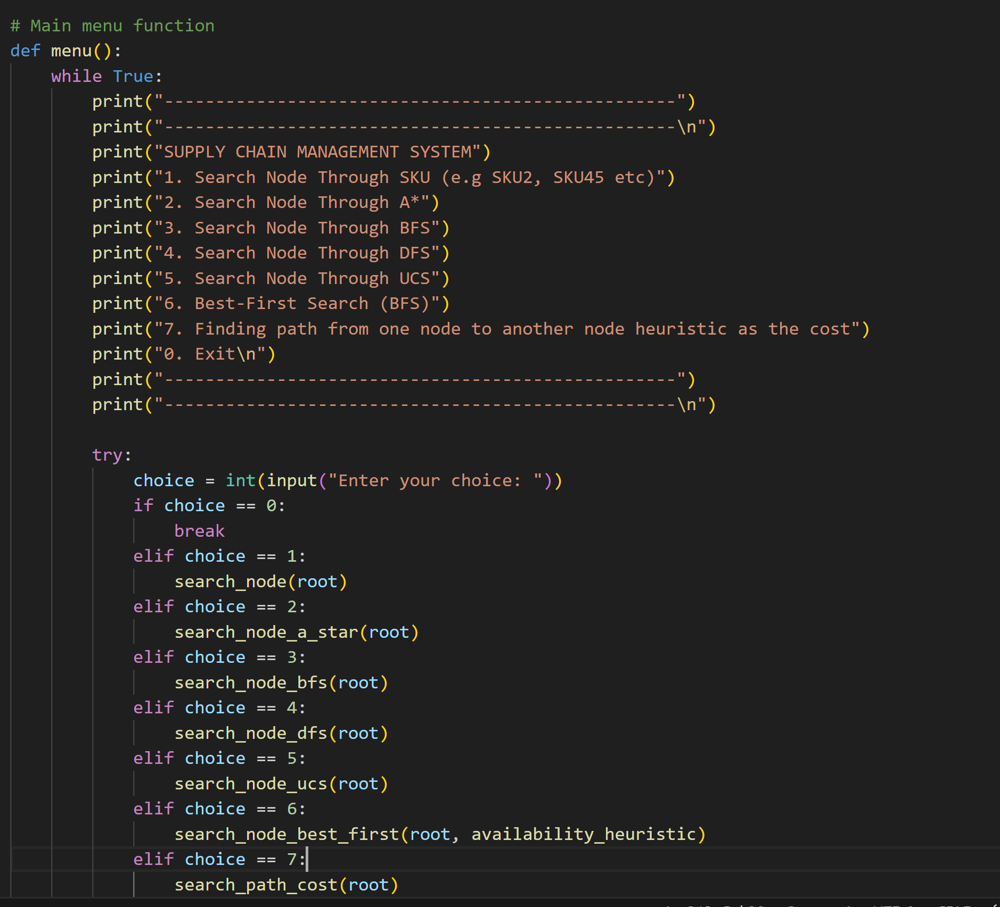 # Main menu function
def menu():
    while True:
        print("--------------------------------------------------")
        print("--------------------------------------------------\n")
        print("SUPPLY CHAIN MANAGEMENT SYSTEM")
        print("1. Search Node Through SKU (e.g SKU2, SKU45 etc)")
        print("2. Search Node Through A*")
        print("3. Search Node Through BFS")
        print("4. Search Node Through DFS")
        print("5. Search Node Through UCS")
        print("6. Best-First Search (BFS)")
        print("7. Finding path from one node to another node heuristic as the cost")
        print("0. Exit\n")
        print("--------------------------------------------------")
        print("--------------------------------------------------\n")

        try:
            choice = int(input("Enter your choice: "))
            if choice == 0:
                break
            elif choice == 1:
                search_node(root)
            elif choice == 2:
                search_node_a_star(root)
            elif choice == 3:
                search_node_bfs(root)
            elif choice == 4:
                search_node_dfs(root)
            elif choice == 5:
                search_node_ucs(root)
            elif choice == 6:
                search_node_best_first(root, availability_heuristic)
            elif choice == 7:
                search_path_cost(root)